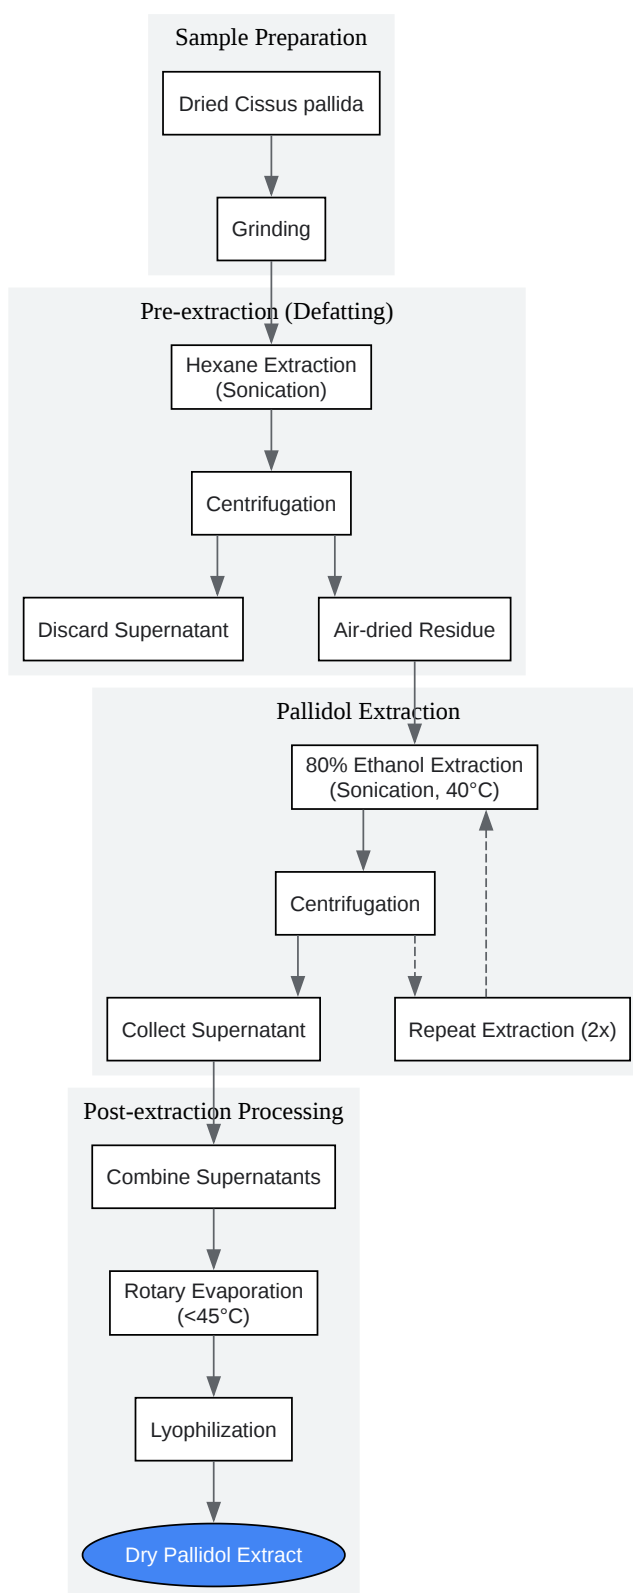 Sample Preparation
Dried Cissus pallida
Grinding
Pre-extraction (Defatting)
Hexane Extraction
(Sonication)
Centrifugation
Discard Supernatant
Air-dried Residue
Pallidol Extraction
80% Ethanol Extraction
(Sonication, 40°C)
Centrifugation
Collect Supernatant
Repeat Extraction (2x)
Post-extraction Processing
Combine Supernatants
Rotary Evaporation
(<45°C)
Lyophilization
Dry Pallidol Extract